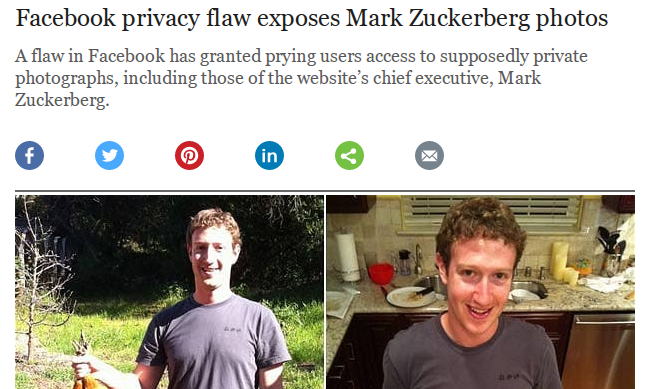 Facebook privacy flaw exposes Mark Zuckerberg photos
A flaw in Facebook has granted prying users access to supposedly private
photographs, including those of the website's chief executive, Mark
Zuckerberg.